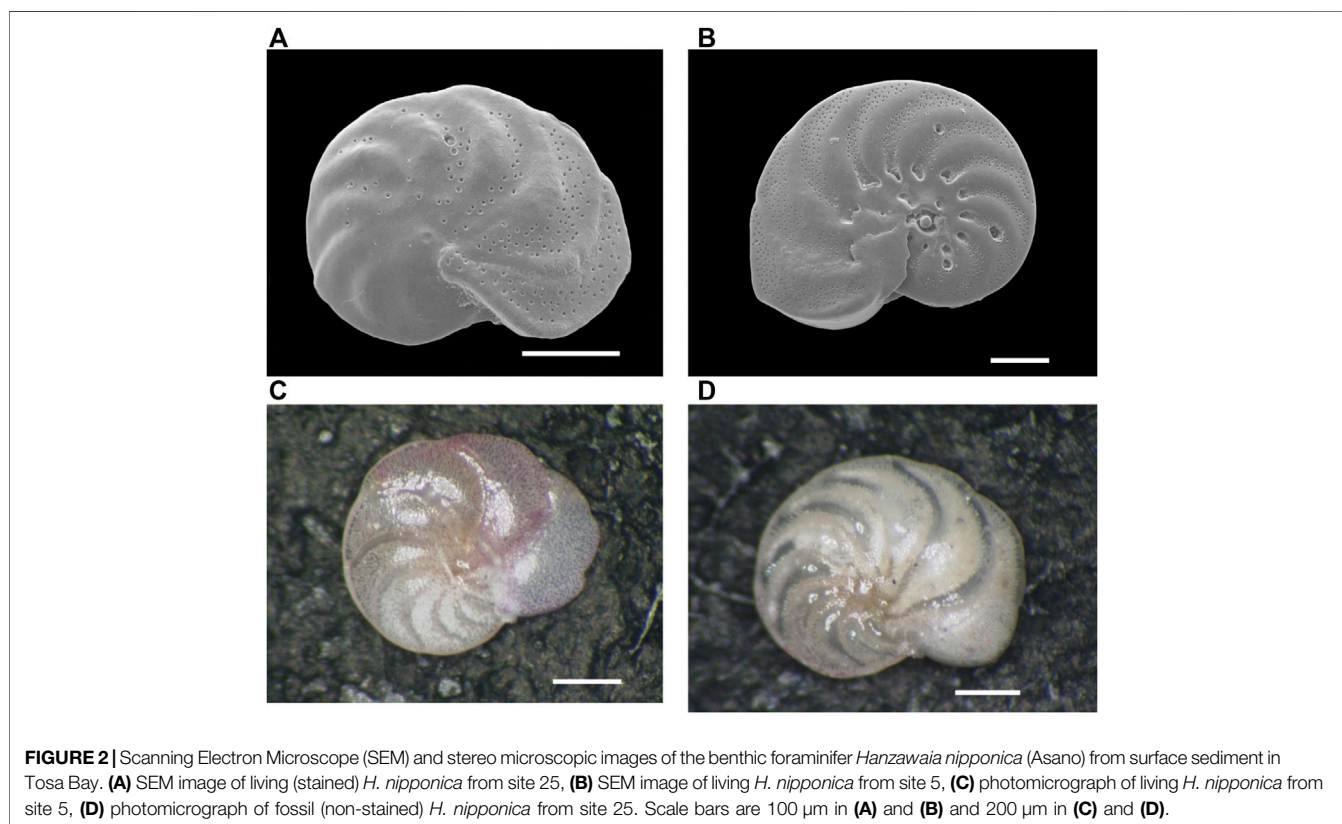 A
B
C
D
FIGURE 2 | Scanning Electron Microscope (SEM) and stereo microscopic images of the benthic foraminifer Hanzawaia nipponica (Asano) from surface sediment in
Tosa Bay. (A) SEM image of living (stained) H. nipponica from site 25, (B) SEM image of living H. nipponica from site 5, (C) photomicrograph of living H. nipponica from
site 5, (D) photomicrograph of fossil (non-stained) H. nipponica from site 25. Scale bars are 100 µm in (A) and (B) and 200 µm in (C) and (D).